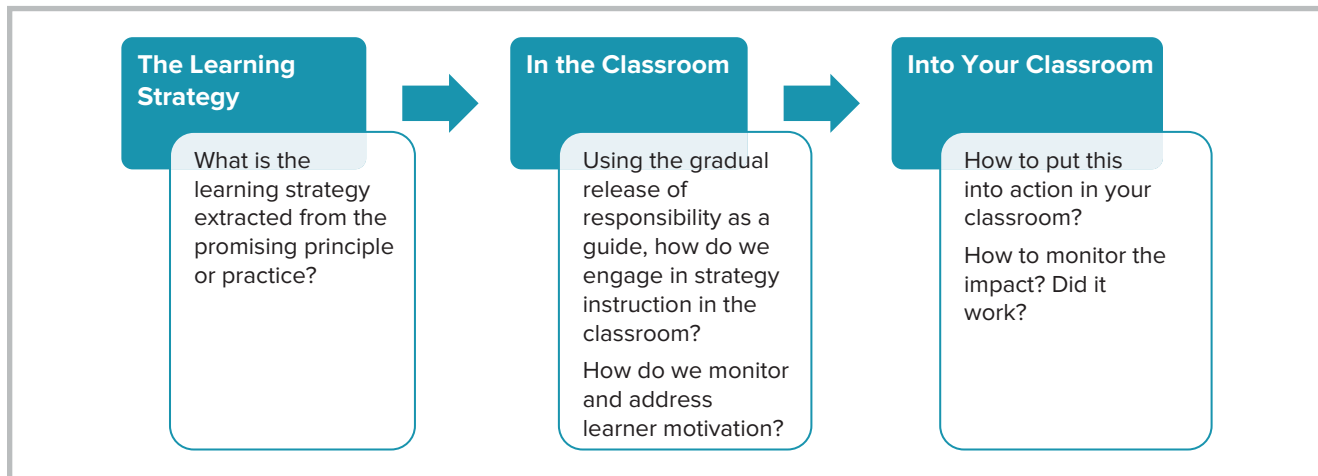 The Learning
Strategy
What is the
learning strategy
extracted from the
promising principle
or practice?
In the Classroom
Using the gradual
release of
responsibility as a
guide, how do we
engage in strategy
instruction in the
classroom?
How do we monitor
and address
learner motivation?
Into Your Classroom
How to put this
into action in your
classroom?
How to monitor the
impact? Did it
work?